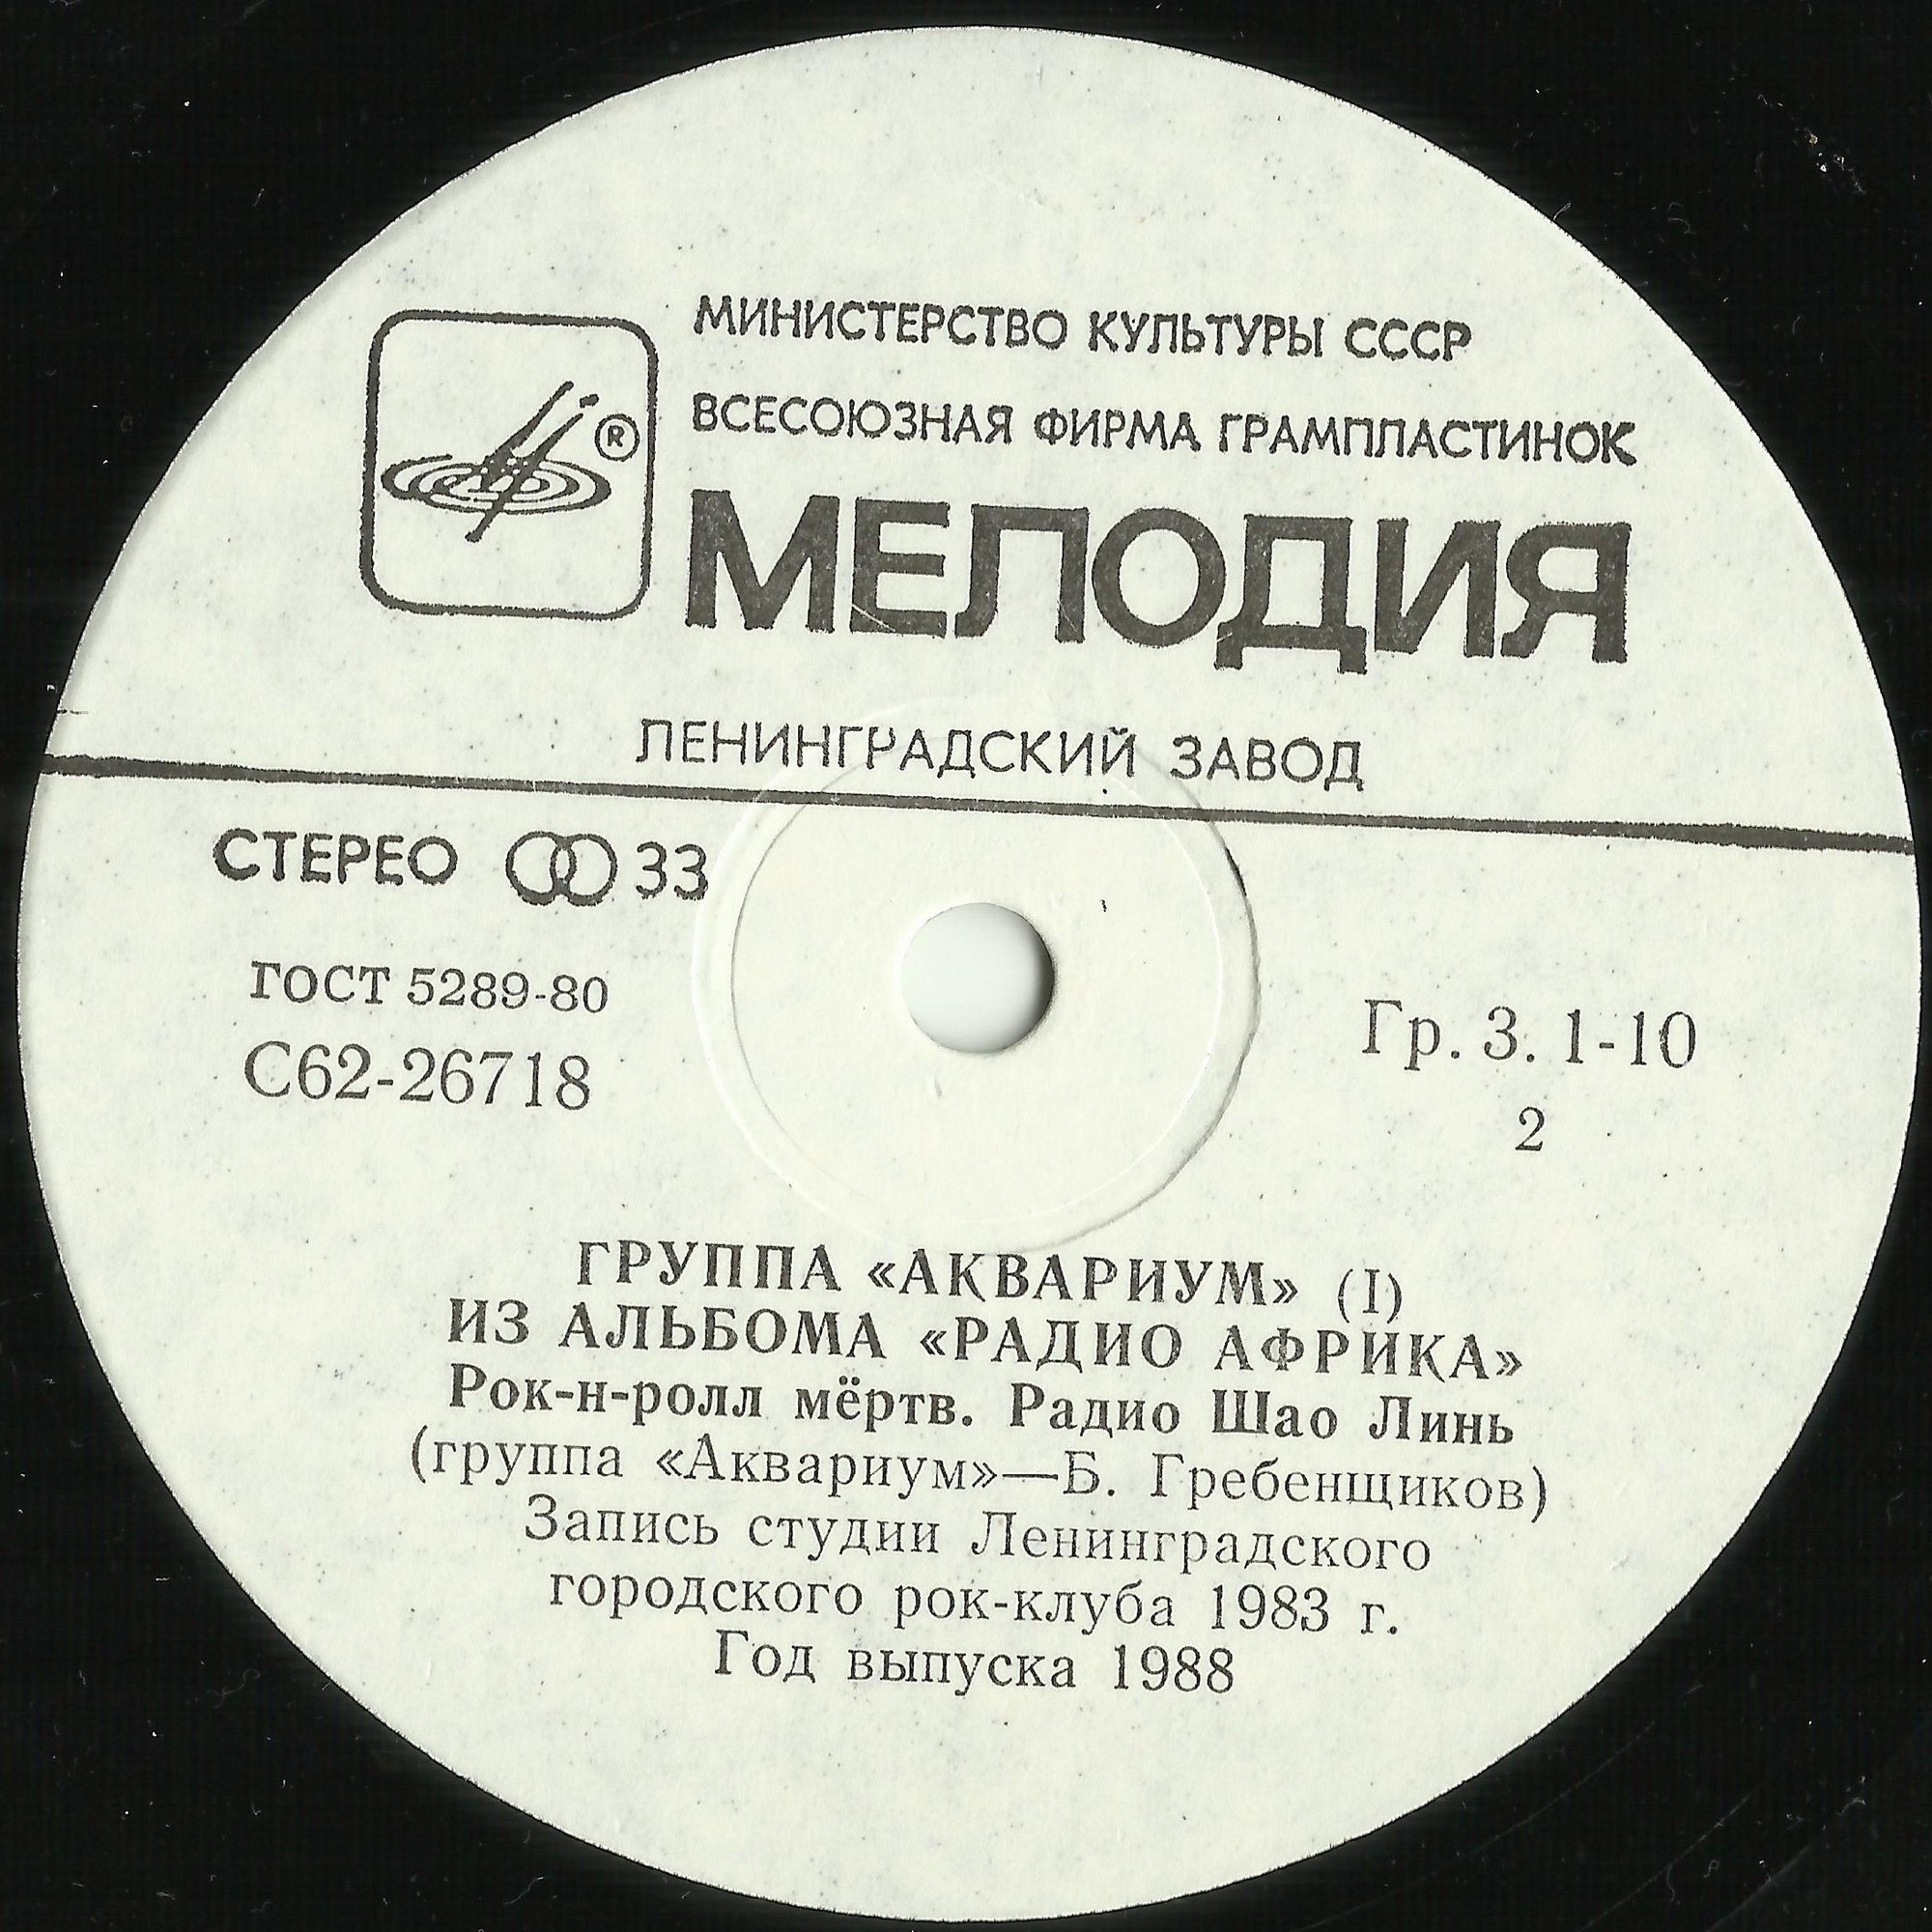 МИНИСТЕРСТВО КУЛЬТУРЫ СССР
ВСЕСОЮЗНАЯ ФИРМА ГРАМПЛАСТИНОК
®
МЕЛОДИЯ
ЛЕНИНГРАДСКИЙ ЗАВОД
СТЕРЕО 33
ГОСТ 5289-80
С62-26718
Гр. 3. 1-10
2
ГРУППА «АКВАРИУМ» (I)
ИЗ АЛЬБОМА «РАДИО АФРИКА»
Рок-н-ролл мёртв. Радио Шао Линь
(группа «Аквариум»—Б. Гребенщиков)
Запись студии Ленинградского
городского рок-клуба 1983 г.
Год выпуска 1988